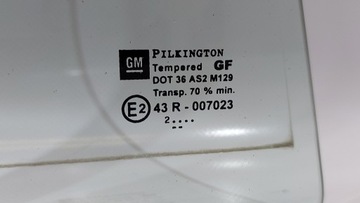 GM
PILKINGTON
Tempered GF
DOT 36 AS2 M129
Transp. 70 % min.
E2 43 R - 007023
2....
--